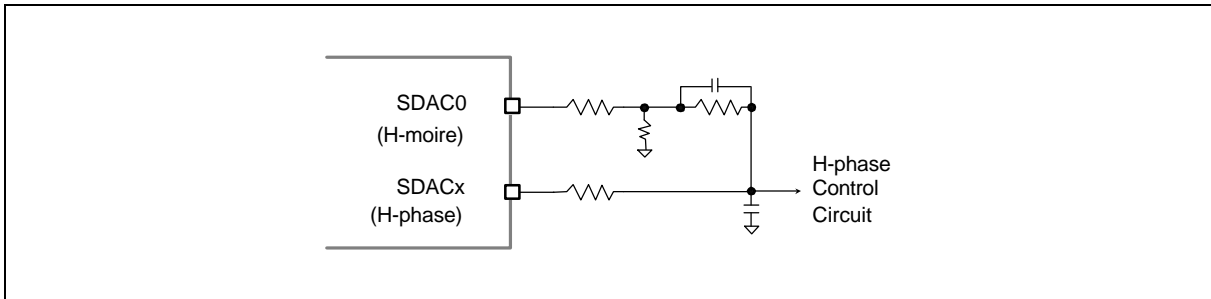 SDAC0
(H-moire)
SDACx
(H-phase)
H-phase
Control
Circuit